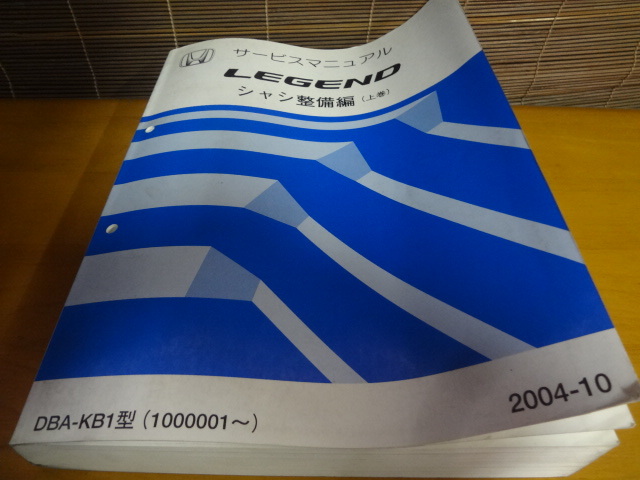 サービスマニュアル
LEGEND
シャシ整備編 (上巻)
DBA-KB1型 (1000001～)
2004-10